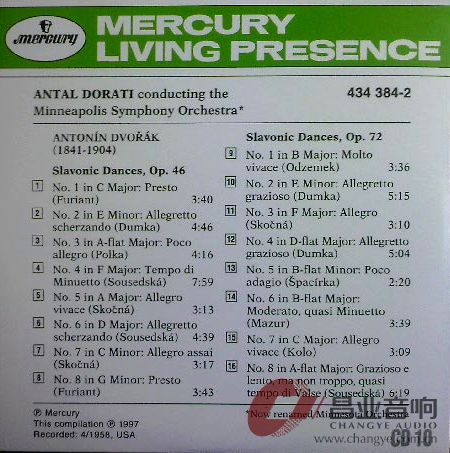 mercury
MERCURY
LIVING PRESENCE
ANTAL DORATI conducting the
Minneapolis Symphony Orchestra*
434 384-2
ANTONÍN DVOŘÁK
(1841-1904)
Slavonic Dances, Op. 46
1 No. 1 in C Major: Presto
(Furiant) 3:40
2 No. 2 in E Minor: Allegretto
scherzando (Dumka) 4:46
3 No. 3 in A-flat Major: Poco
allegro (Polka) 4:16
4 No. 4 in F Major: Tempo di
Minuetto (Sousedská) 7:59
5 No. 5 in A Major: Allegro
vivace (Skočná) 3:13
6 No. 6 in D Major: Allegretto
scherzando (Sousedská) 4:39
7 No. 7 in C Minor: Allegro assai
(Skočná) 3:17
8 No. 8 in G Minor: Presto
(Furiant) 3:43
Slavonic Dances, Op. 72
9 No. 1 in B Major: Molto
vivace (Odzemek) 3:36
10 No. 2 in E Minor: Allegretto
grazioso (Dumka) 5:15
11 No. 3 in F Major: Allegro
(Skočná) 3:10
12 No. 4 in D-flat Major: Allegretto
grazioso (Dumka) 5:04
13 No. 5 in B-flat Minor: Poco
adagio (Špacírka) 2:20
14 No. 6 in B-flat Major:
Moderato, quasi Minuetto
(Mazur) 3:39
15 No. 7 in C Major: Allegro
vivace (Kolo) 3:09
16 No. 8 in A-flat Major: Grazioso e
lento, ma non troppo, quasi
tempo di Valse (Sousedská) 6:19
*Now renamed Minnesota Orchestra
℗ Mercury
This compilation ℗ 1997
Recorded: 4/1958, USA
昌业音响
CHANGYE AUDIO
www.changye.com.cn
CD 10